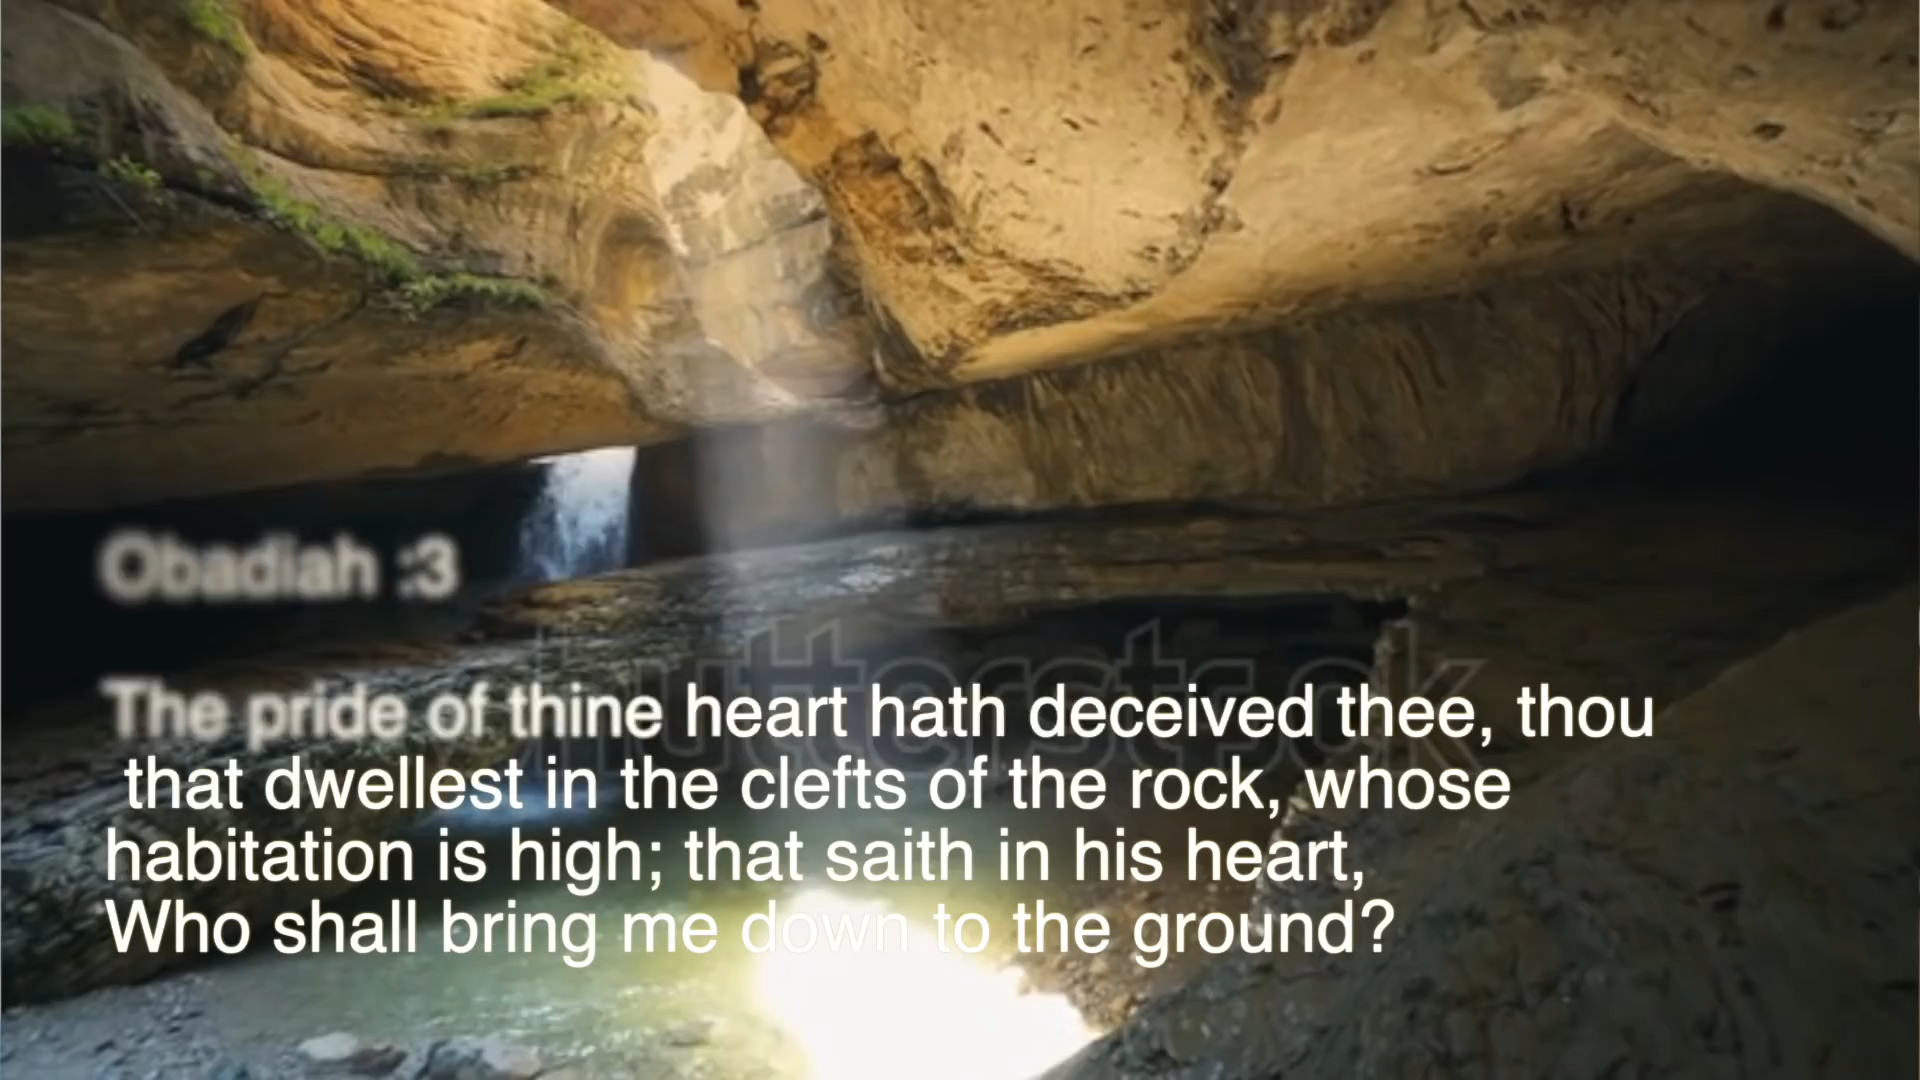 Obadiah :3
The pride of thine heart hath deceived thee, thou
that dwellest in the clefts of the rock, whose
habitation is high; that saith in his heart,
Who shall bring me down to the ground?